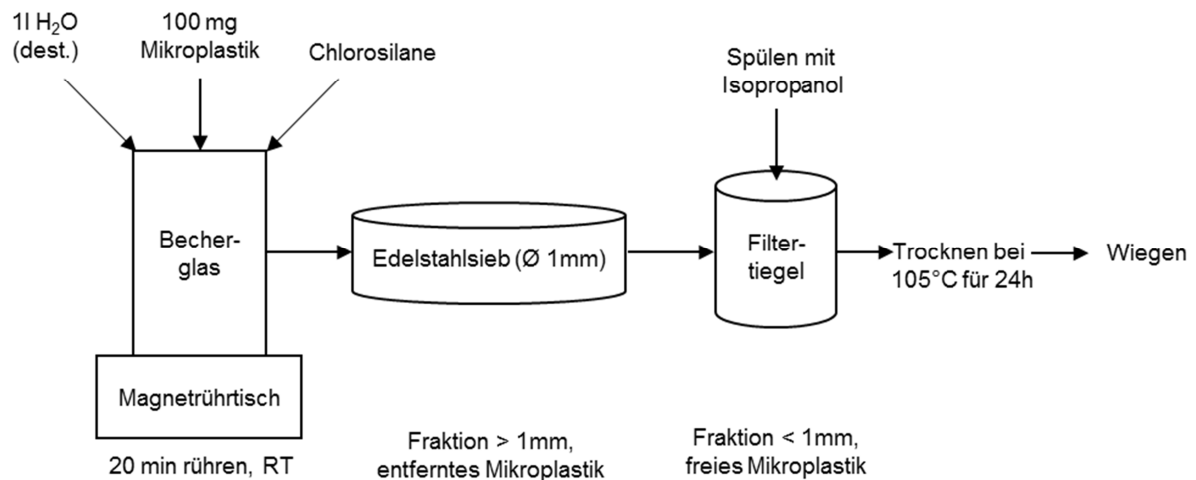 1l H₂O
(dest.)
100 mg
Mikroplastik
Chlorosilane
Spülen mit
Isopropanol
Becher-
glas
Edelstahlsieb (Ø 1mm)
Filter-
tiegel
Trocknen bei
105°C für 24h
Wiegen
Magnetrührtisch
20 min rühren, RT
Fraktion > 1mm,
entferntes Mikroplastik
Fraktion < 1mm,
freies Mikroplastik